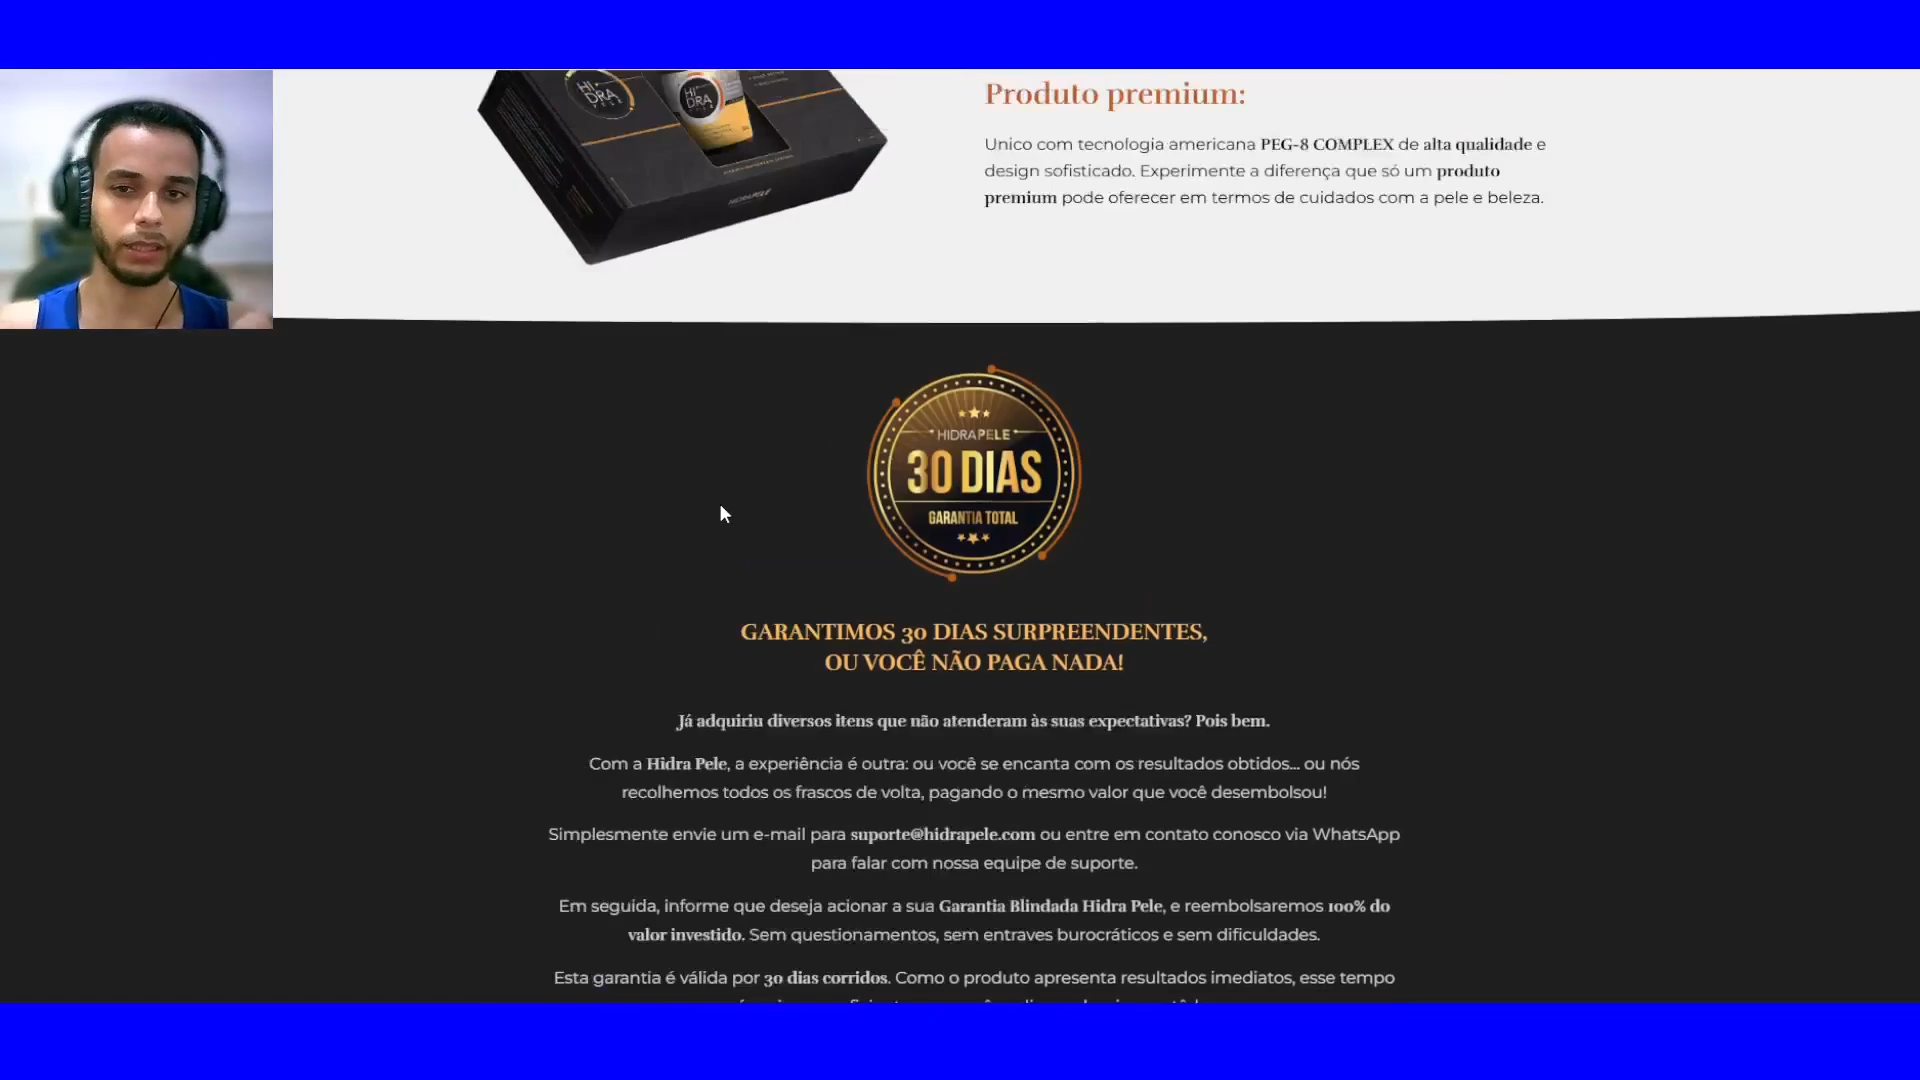 HI
DRA
PELE
HI
DRA
PELE
HIDRAPELE
Produto premium:
Unico com tecnologia americana PEG-8 COMPLEX de alta qualidade e
design sofisticado. Experimente a diferença que só um produto
premium pode oferecer em termos de cuidados com a pele e beleza.
HIDRAPELE
30 DIAS
GARANTIA TOTAL
GARANTIMOS 30 DIAS SURPREENDENTES,
OU VOCÊ NÃO PAGA NADA!
Já adquiriu diversos itens que não atenderam às suas expectativas? Pois bem.
Com a Hidra Pele, a experiência é outra: ou você se encanta com os resultados obtidos... ou nós
recolhemos todos os frascos de volta, pagando o mesmo valor que você desembolsou!
Simplesmente envie um e-mail para suporte@hidrapele.com ou entre em contato conosco via WhatsApp
para falar com nossa equipe de suporte.
Em seguida, informe que deseja acionar a sua Garantia Blindada Hidra Pele, e reembolsaremos 100% do
valor investido. Sem questionamentos, sem entraves burocráticos e sem dificuldades.
Esta garantia é válida por 30 dias corridos. Como o produto apresenta resultados imediatos, esse tempo